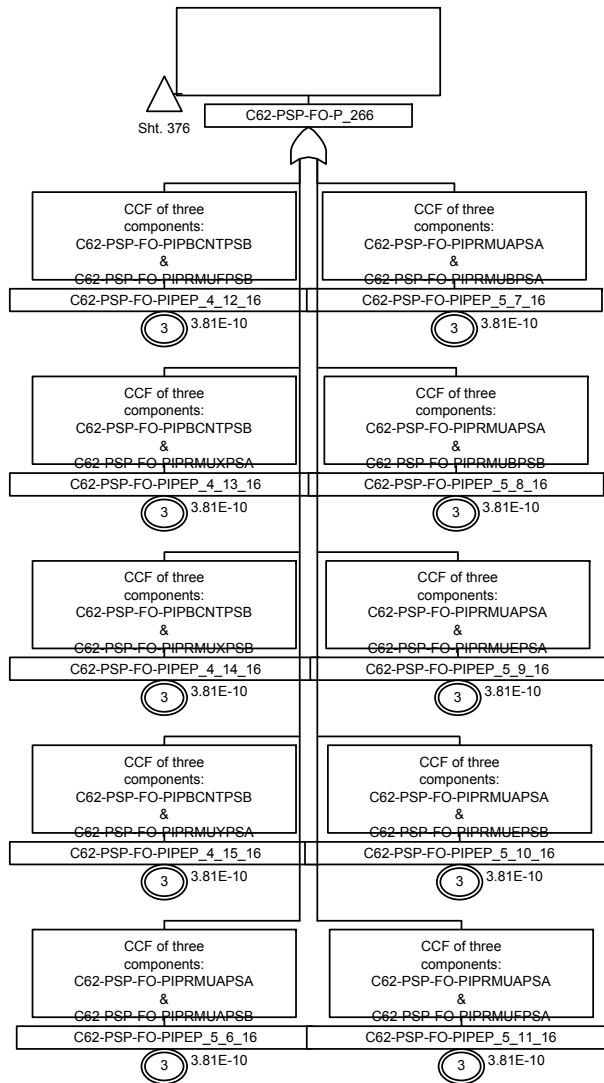 Sht. 376
C62-PSP-FO-P_266
CCF of three
components:
C62-PSP-FO-PIPBCNTPSB
&
C62-PSP-FO-PIPRMUFPSB
C62-PSP-FO-PIPEP_4_12_16
3
3.81E-10
CCF of three
components:
C62-PSP-FO-PIPRMUAPSA
&
C62-PSP-FO-PIPRMUBPSA
C62-PSP-FO-PIPEP_5_7_16
3
3.81E-10
CCF of three
components:
C62-PSP-FO-PIPBCNTPSB
&
C62-PSP-FO-PIPRMUXPSA
C62-PSP-FO-PIPEP_4_13_16
3
3.81E-10
CCF of three
components:
C62-PSP-FO-PIPRMUAPSA
&
C62-PSP-FO-PIPRMUBPSB
C62-PSP-FO-PIPEP_5_8_16
3
3.81E-10
CCF of three
components:
C62-PSP-FO-PIPBCNTPSB
&
C62-PSP-FO-PIPRMUXPSB
C62-PSP-FO-PIPEP_4_14_16
3
3.81E-10
CCF of three
components:
C62-PSP-FO-PIPRMUAPSA
&
C62-PSP-FO-PIPRMUEPSA
C62-PSP-FO-PIPEP_5_9_16
3
3.81E-10
CCF of three
components:
C62-PSP-FO-PIPBCNTPSB
&
C62-PSP-FO-PIPRMUYPSA
C62-PSP-FO-PIPEP_4_15_16
3
3.81E-10
CCF of three
components:
C62-PSP-FO-PIPRMUAPSA
&
C62-PSP-FO-PIPRMUEPSB
C62-PSP-FO-PIPEP_5_10_16
3
3.81E-10
CCF of three
components:
C62-PSP-FO-PIPRMUAPSA
&
C62-PSP-FO-PIPRMUAPSB
C62-PSP-FO-PIPEP_5_6_16
3
3.81E-10
CCF of three
components:
C62-PSP-FO-PIPRMUAPSA
&
C62-PSP-FO-PIPRMUFPSA
C62-PSP-FO-PIPEP_5_11_16
3
3.81E-10